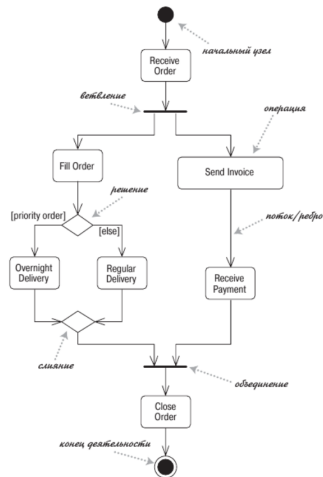 начальный узел
Receive
Order
ветвление
операция
Fill Order
Send Invoice
решение
[priority order]
[else]
поток/ребро
Overnight
Delivery
Regular
Delivery
Receive
Payment
слияние
объединение
Close
Order
конец деятельности